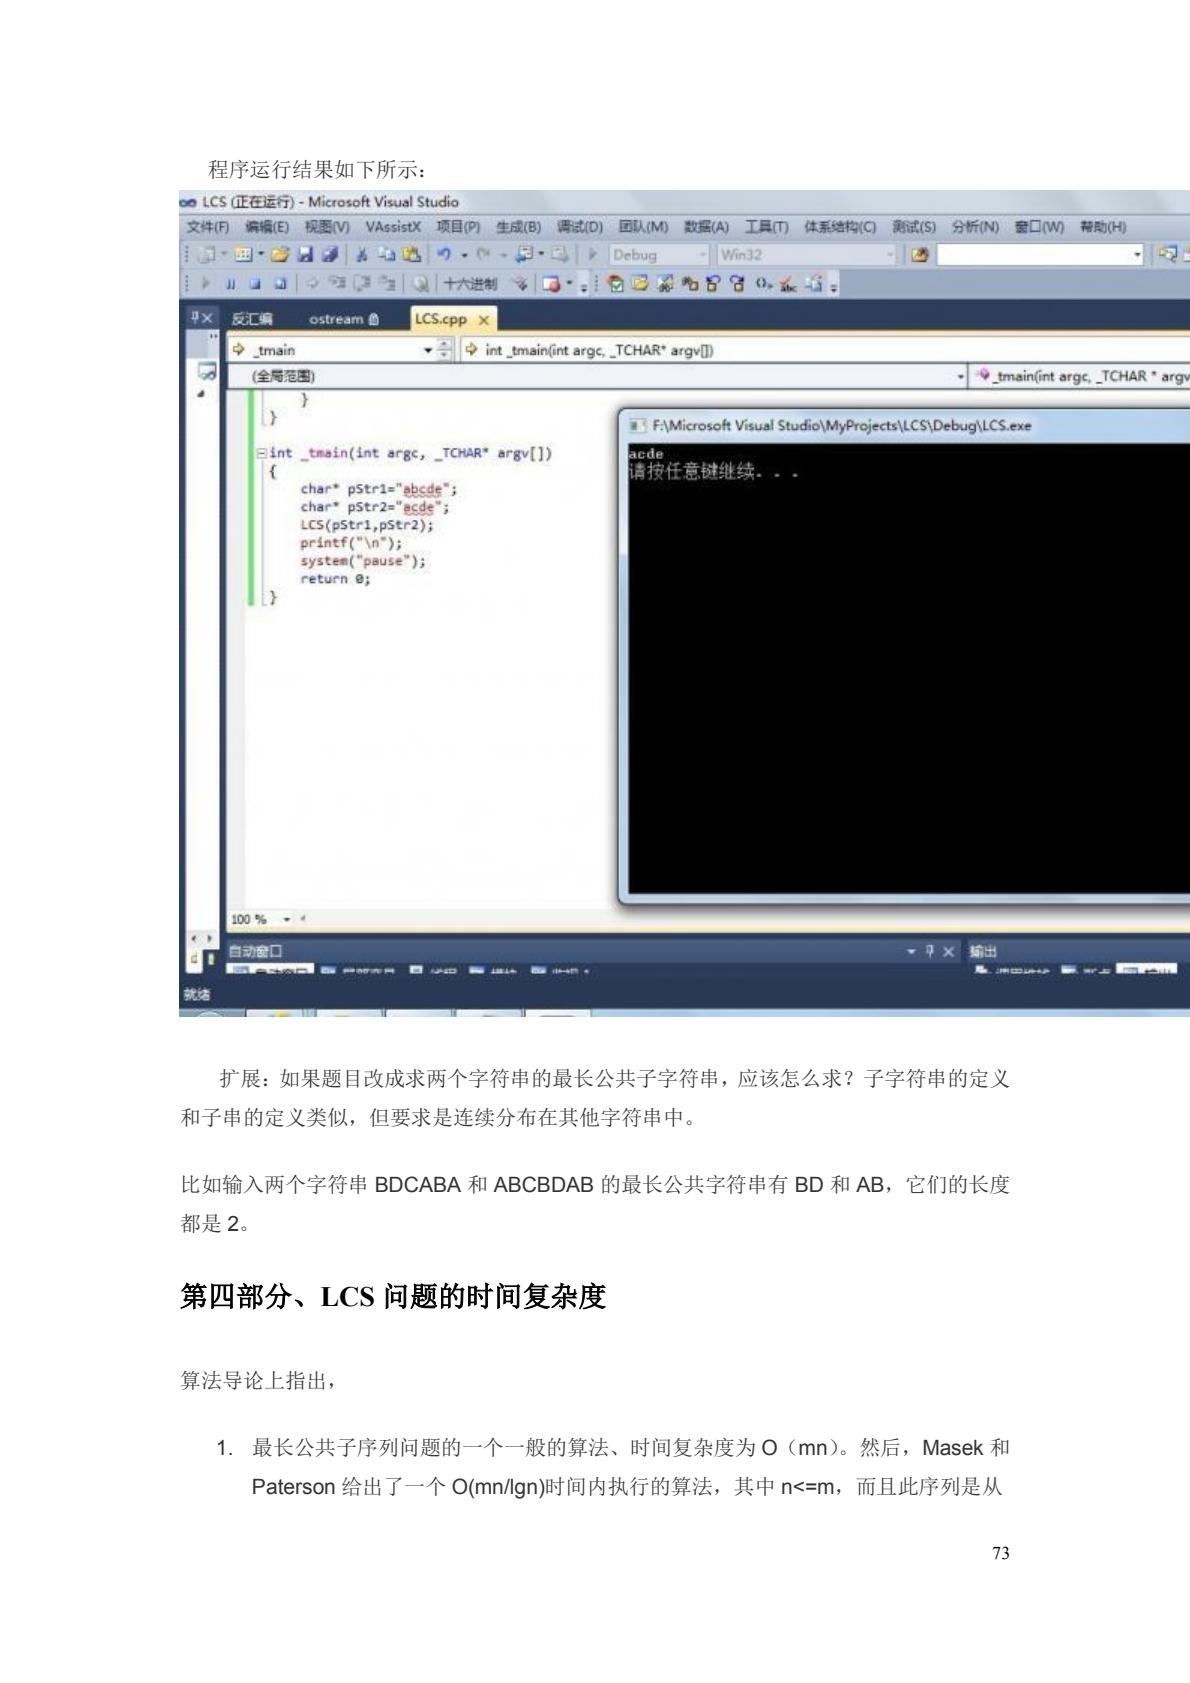 程序运行结果如下所示：
LCS (正在运行) - Microsoft Visual Studio
文件(F) 编辑(E) 视图(V) VAssistX 项目(P) 生成(B) 调试(D) 团队(M) 数据(A) 工具(T) 体系结构(C) 测试(S) 分析(N) 窗口(W) 帮助(H)
Debug Win32
十六进制
反汇编 ostream LCS.cpp
_tmain int _tmain(int argc, _TCHAR* argv[])
(全局范围) _tmain(int argc, _TCHAR * argv
}
}
F:\Microsoft Visual Studio\MyProjects\LCS\Debug\LCS.exe
acde
请按任意键继续. . .
int _tmain(int argc, _TCHAR* argv[])
{
char* pStr1="abcde";
char* pStr2="acde";
LCS(pStr1,pStr2);
printf("\n");
system("pause");
return 0;
}
100 %
自动窗口 输出
就绪
扩展：如果题目改成求两个字符串的最长公共子字符串，应该怎么求？子字符串的定义
和子串的定义类似，但要求是连续分布在其他字符串中。
比如输入两个字符串 BDCABA 和 ABCBDAB 的最长公共字符串有 BD 和 AB，它们的长度
都是 2。
第四部分、LCS 问题的时间复杂度
算法导论上指出，
1. 最长公共子序列问题的一个一般的算法、时间复杂度为 O（mn）。然后，Masek 和
Paterson 给出了一个 O(mn/lgn)时间内执行的算法，其中 n<=m，而且此序列是从
73